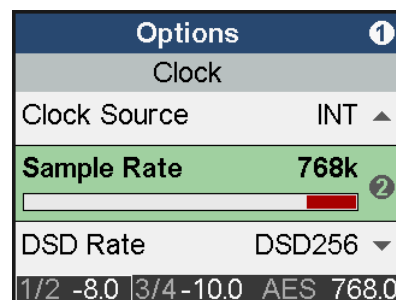 Options 1
Clock
Clock Source INT
Sample Rate 768k
2
DSD Rate DSD256
1/2 -8.0 3/4 -10.0 AES 768.0